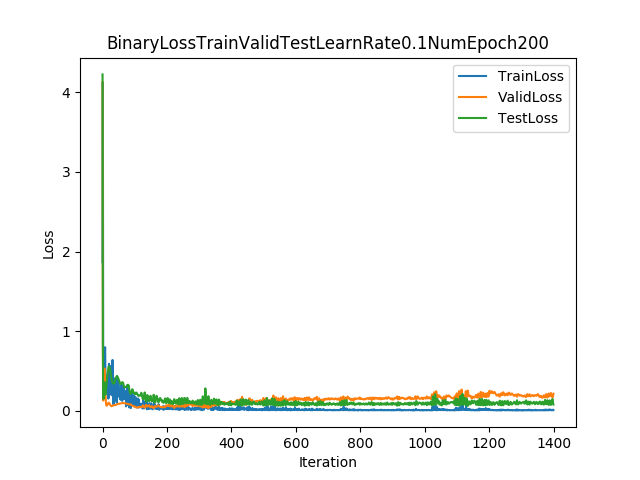 BinaryLossTrainValidTestLearnRate0.1NumEpoch200
TrainLoss
ValidLoss
TestLoss
4
3
2
1
0
Loss
0 200 400 600 800 1000 1200 1400
Iteration